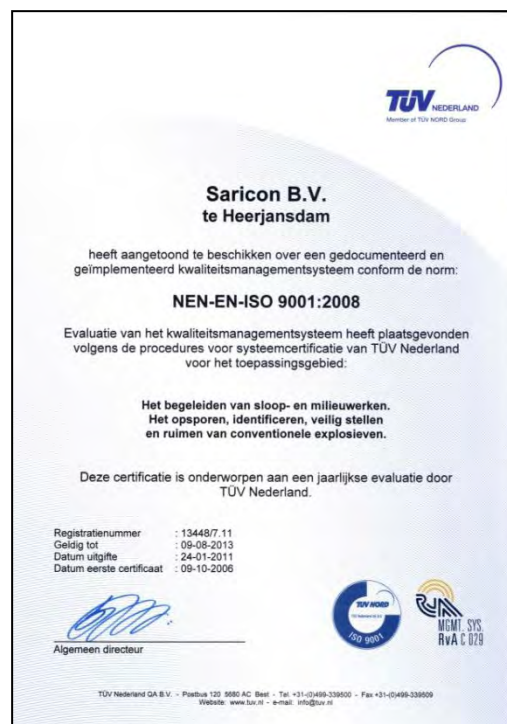 TÜV NEDERLAND
Member of TÜV NORD Group
Saricon B.V.
te Heerjansdam
heeft aangetoond te beschikken over een gedocumenteerd en
geïmplementeerd kwaliteitsmanagementsysteem conform de norm:
NEN-EN-ISO 9001:2008
Evaluatie van het kwaliteitsmanagementsysteem heeft plaatsgevonden
volgens de procedures voor systeemcertificatie van TÜV Nederland
voor het toepassingsgebied:
Het begeleiden van sloop- en milieuwerken.
Het opsporen, identificeren, veilig stellen
en ruimen van conventionele explosieven.
Deze certificatie is onderworpen aan een jaarlijkse evaluatie door
TÜV Nederland.
Registratienummer : 13448/7.11
Geldig tot : 09-08-2013
Datum uitgifte : 24-01-2011
Datum eerste certificaat : 09-10-2006
Algemeen directeur
TÜV NORD
ISO 9001
RvA
MGMT. SYS.
RvA C 029
TÜV Nederland QA B.V. - Postbus 120 5680 AC Best - Tel. +31-(0)499-339500 - Fax +31-(0)499-339509
Website: www.tuv.nl - e-mail: info@tuv.nl